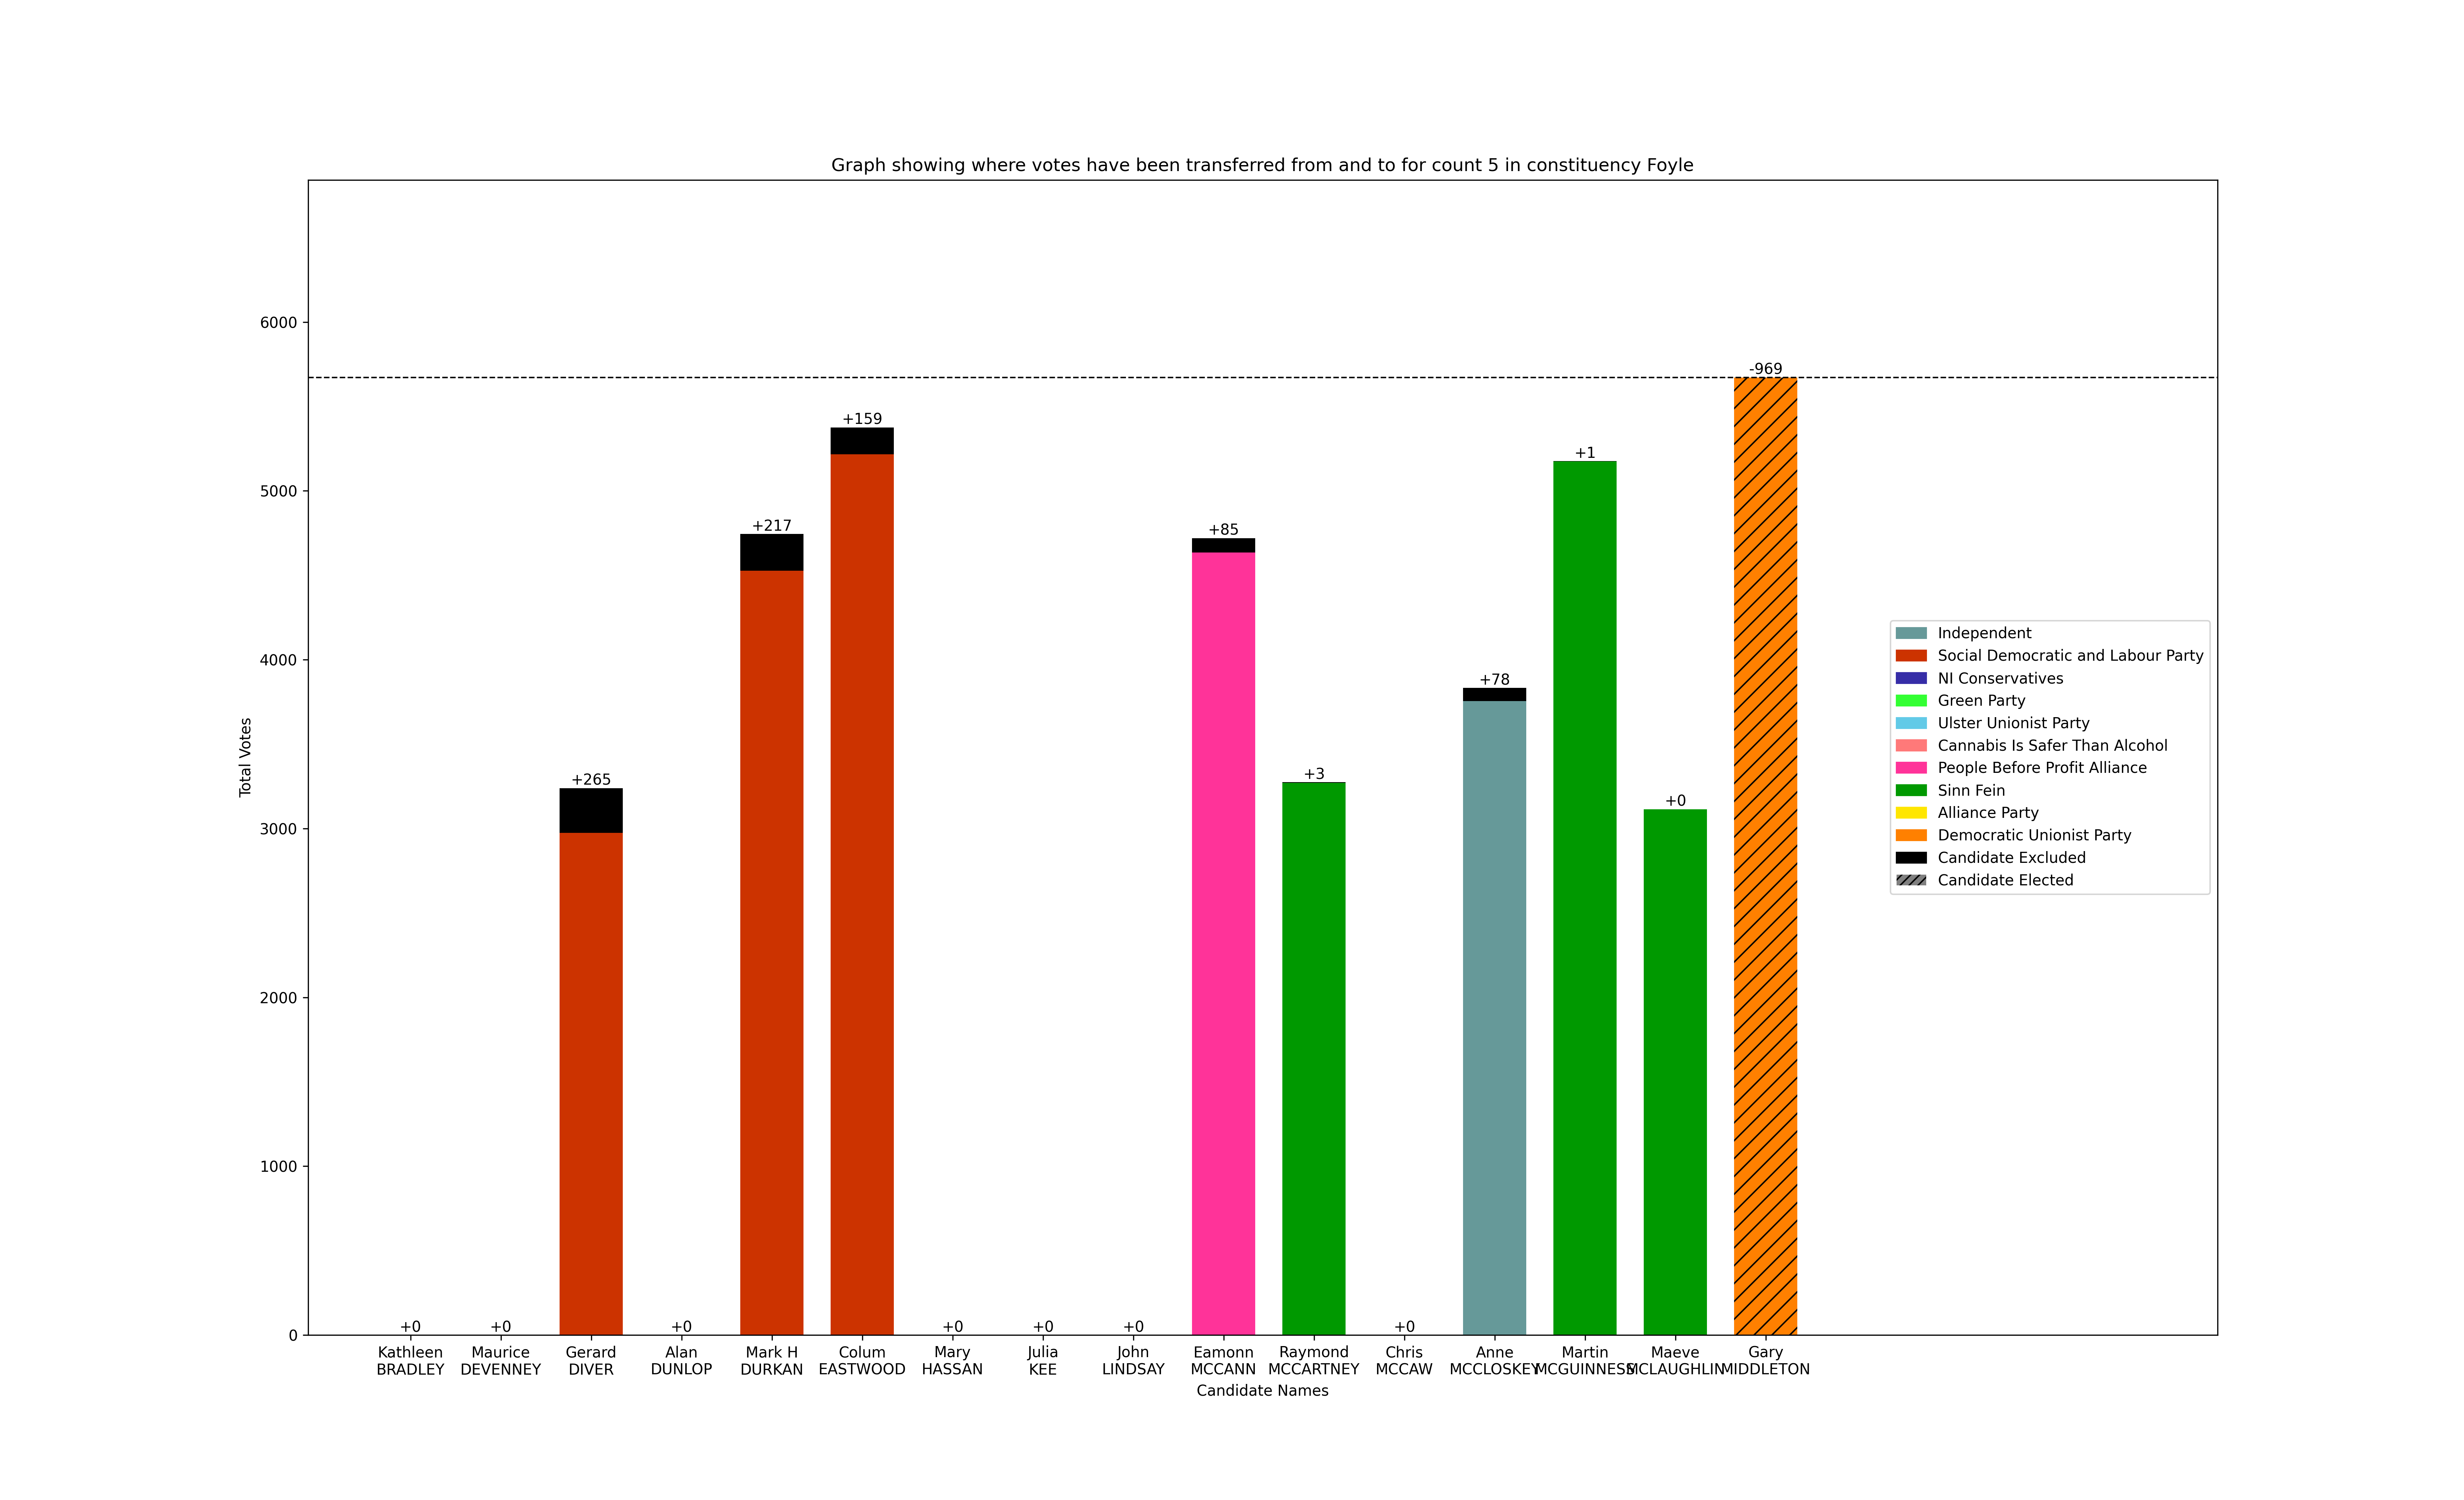 Graph showing where votes have been transferred from and to for count 5 in constituency Foyle
Total Votes
6000
5000
4000
3000
2000
1000
0
+0
+0
+265
+0
+217
+159
+0
+0
+0
+85
+3
+0
+78
+1
+0
-969
Kathleen
BRADLEY
Maurice
DEVENNEY
Gerard
DIVER
Alan
DUNLOP
Mark H
DURKAN
Colum
EASTWOOD
Mary
HASSAN
Julia
KEE
John
LINDSAY
Eamonn
MCCANN
Raymond
MCCARTNEY
Chris
MCCAW
Anne
MCCLOSKEY
Martin
MCGUINNESS
Maeve
MCLAUGHLIN
Gary
MIDDLETON
Candidate Names
Independent
Social Democratic and Labour Party
NI Conservatives
Green Party
Ulster Unionist Party
Cannabis Is Safer Than Alcohol
People Before Profit Alliance
Sinn Fein
Alliance Party
Democratic Unionist Party
Candidate Excluded
Candidate Elected